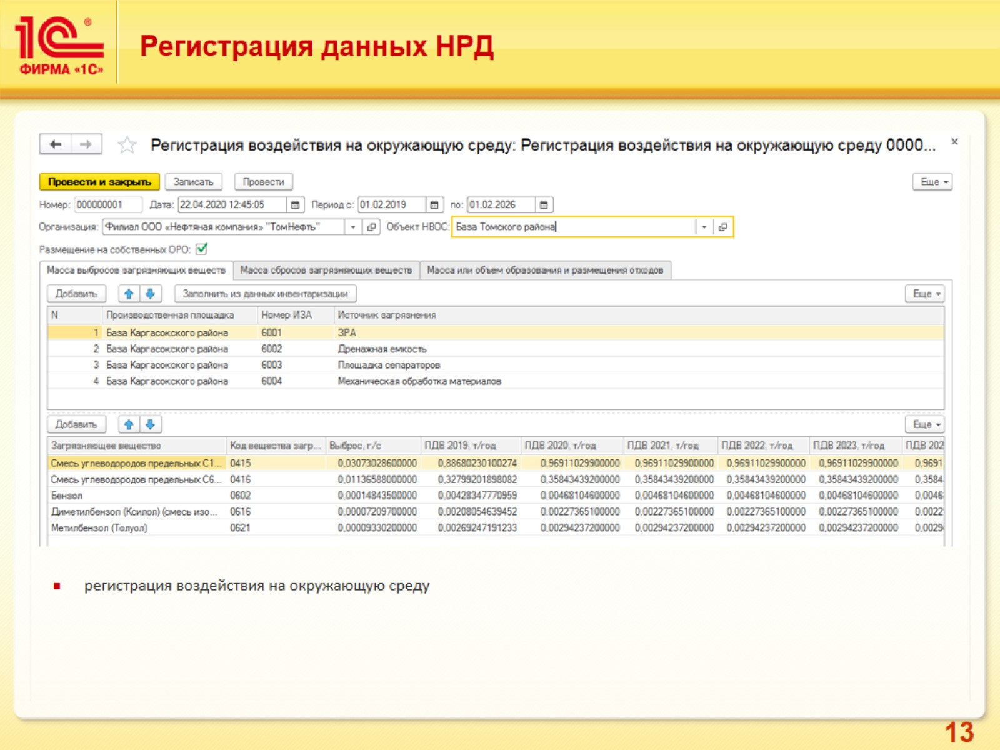 1С ®
ФИРМА «1С»
Регистрация данных НРД
Регистрация воздействия на окружающую среду: Регистрация воздействия на окружающую среду 0000...
Провести и закрыть Записать Провести Еще
Номер: 000000001 Дата: 22.04.2020 12:45:05 Период с: 01.02.2019 по: 01.02.2026
Организация: Филиал ООО «Нефтяная компания» "ТомНефть" Объект НВОС: База Томского района
Размещение на собственных ОРО:
Масса выбросов загрязняющих веществ Масса сбросов загрязняющих веществ Масса или объем образования и размещения отходов
Добавить Заполнить из данных инвентаризации Еще
N Производственная площадка Номер ИЗА Источник загрязнения
1 База Каргасокского района 6001 ЗРА
2 База Каргасокского района 6002 Дренажная емкость
3 База Каргасокского района 6003 Площадка сепараторов
4 База Каргасокского района 6004 Механическая обработка материалов
Добавить Еще
Загрязняющее вещество Код вещества загр... Выброс, г/с ПДВ 2019, т/год ПДВ 2020, т/год ПДВ 2021, т/год ПДВ 2022, т/год ПДВ 2023, т/год ПДВ 202
Смесь углеводородов предельных С1... 0415 0,03073028600000 0,88680230100274 0,96911029900000 0,96911029900000 0,96911029900000 0,96911029900000 0,9691
Смесь углеводородов предельных С6... 0416 0,01136588000000 0,32799201898082 0,35843439200000 0,35843439200000 0,35843439200000 0,35843439200000 0,3584
Бензол 0602 0,00014843500000 0,00428347770959 0,00468104600000 0,00468104600000 0,00468104600000 0,00468104600000 0,0046
Диметилбензол (Ксилол) (смесь изо... 0616 0,00007209700000 0,00208054639452 0,00227365100000 0,00227365100000 0,00227365100000 0,00227365100000 0,0022
Метилбензол (Толуол) 0621 0,00009330200000 0,00269247191233 0,00294237200000 0,00294237200000 0,00294237200000 0,00294237200000 0,0029
регистрация воздействия на окружающую среду
13